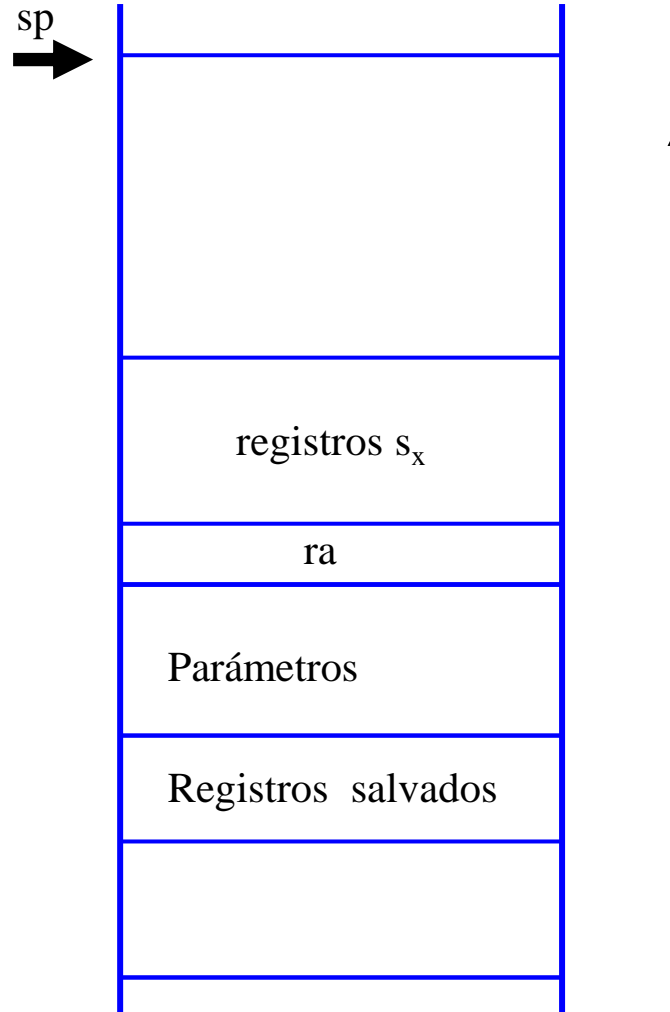 sp
registros sx
ra
Parámetros
Registros salvados